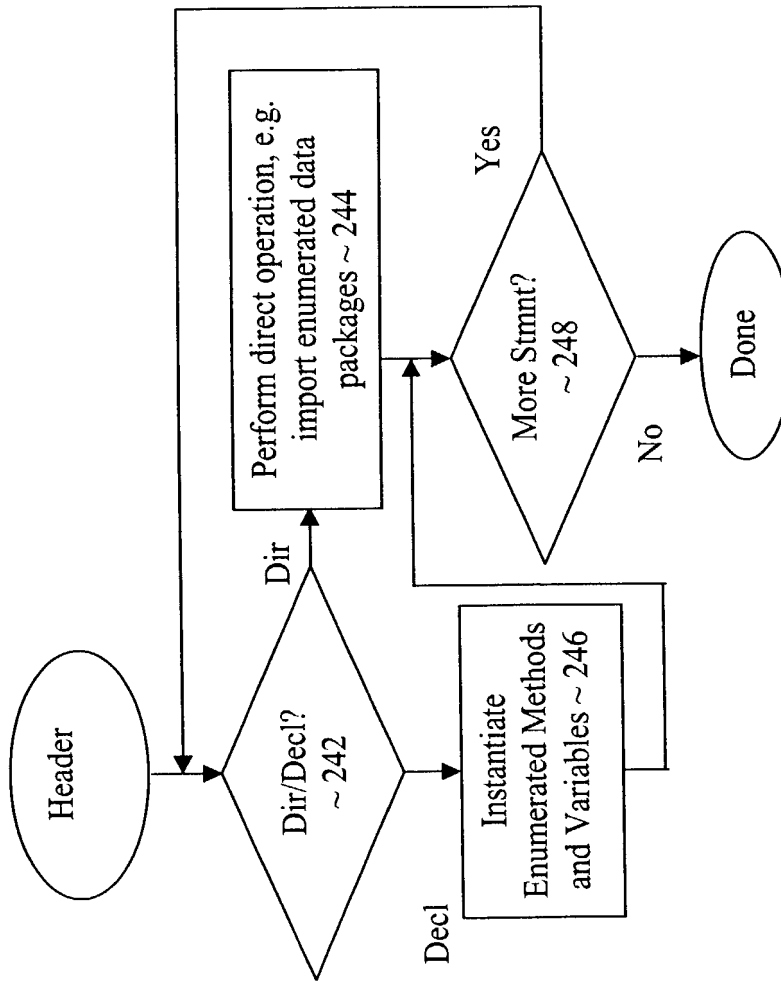 Header
Dir/Decl?
~ 242
Dir
Perform direct operation, e.g.
import enumerated data
packages ~ 244
Decl
Instantiate
Enumerated Methods
and Variables ~ 246
More Stmnt?
~ 248
Yes
No
Done